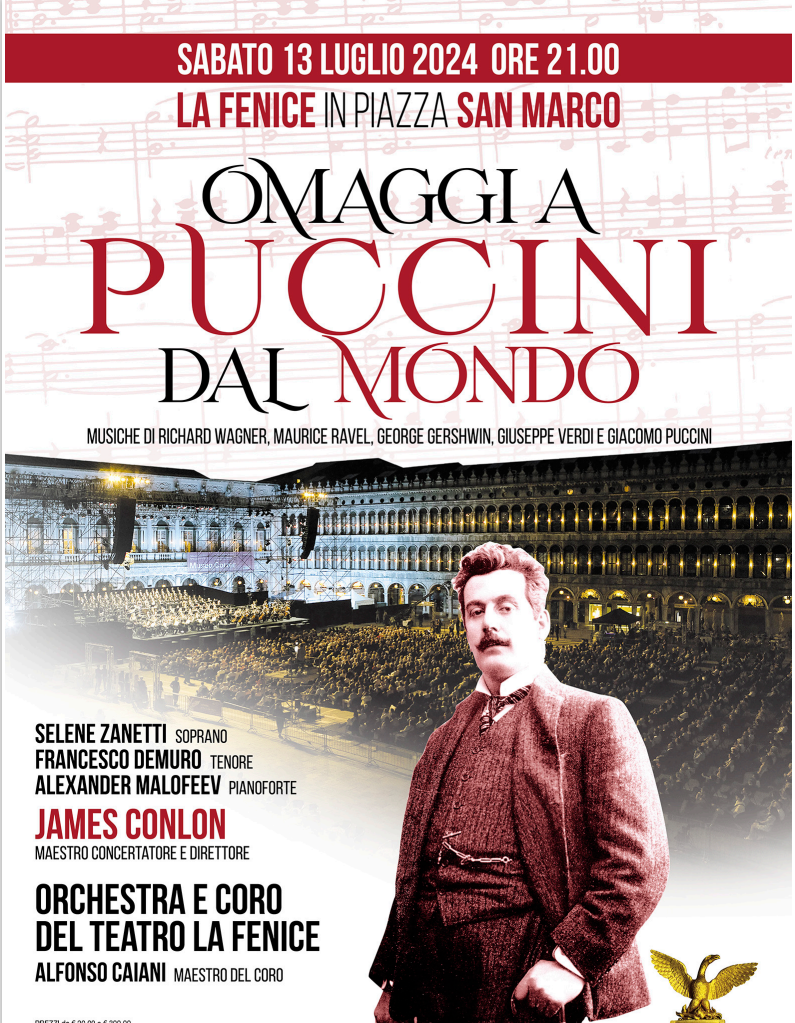 SABATO 13 LUGLIO 2024 ORE 21.00
LA FENICE IN PIAZZA SAN MARCO
OMAGGI A
PUCCINI
DAL MONDO
MUSICHE DI RICHARD WAGNER, MAURICE RAVEL, GEORGE GERSHWIN, GIUSEPPE VERDI E GIACOMO PUCCINI
Museo Correr
SELENE ZANETTI SOPRANO
FRANCESCO DEMURO TENORE
ALEXANDER MALOFEEV PIANOFORTE
JAMES CONLON
MAESTRO CONCERTATORE E DIRETTORE
ORCHESTRA E CORO
DEL TEATRO LA FENICE
ALFONSO CAIANI MAESTRO DEL CORO